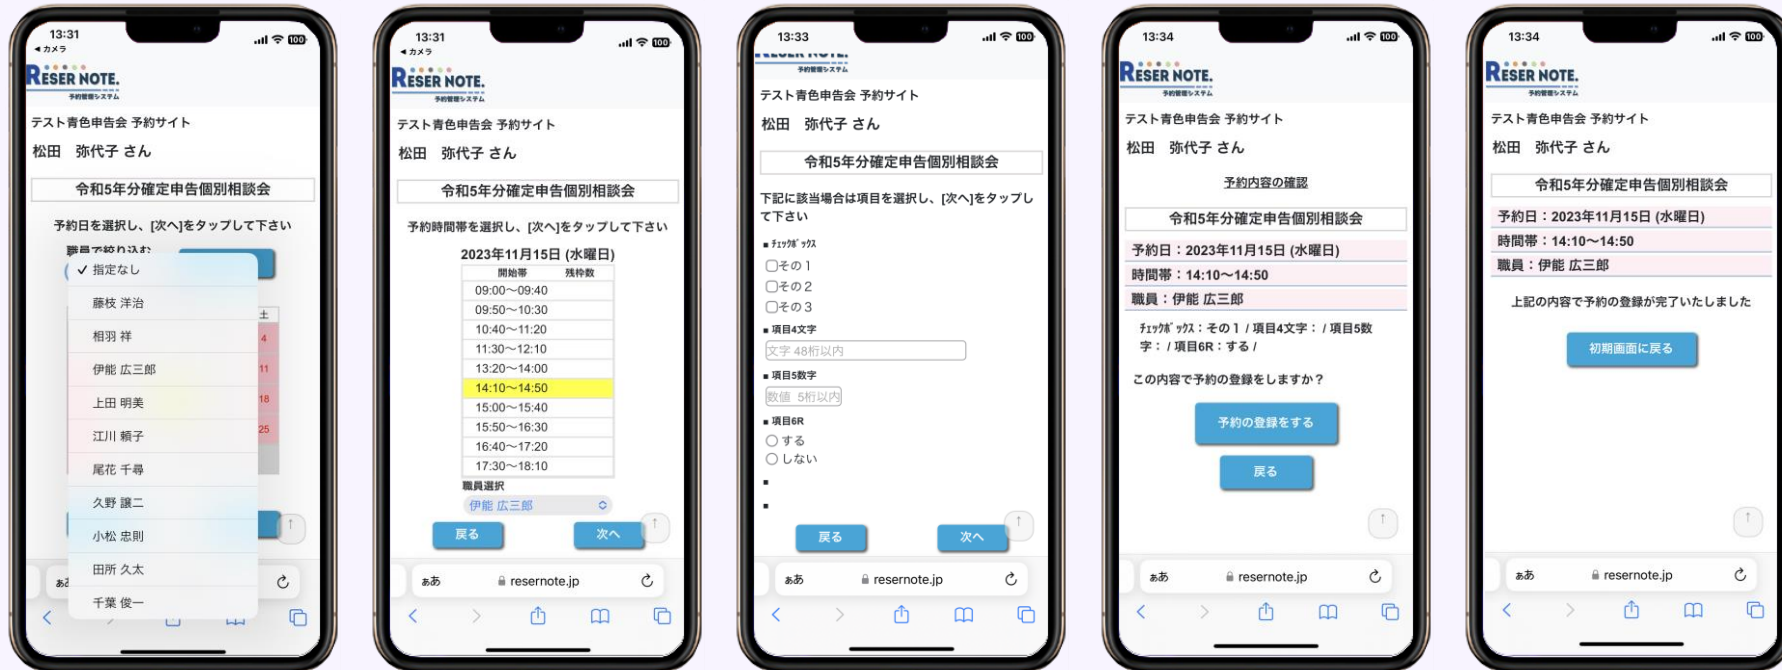 13:31
◀ カメラ
100
RESER NOTE.
予約管理システム
テスト青色申告会 予約サイト
松田　弥代子 さん
令和5年分確定申告個別相談会
予約日を選択し、[次へ]をタップして下さい
職員で絞り込む
✓ 指定なし
藤枝 洋治
土
相羽 祥
4
伊能 広三郎
11
上田 明美
18
江川 頼子
25
尾花 千尋
久野 譲二
小松 忠則
↑
田所 久太
千葉 俊一
13:31
◀ カメラ
100
RESER NOTE.
予約管理システム
テスト青色申告会 予約サイト
松田　弥代子 さん
令和5年分確定申告個別相談会
予約時間帯を選択し、[次へ]をタップして下さい
2023年11月15日 (水曜日)
開始帯 残枠数
09:00～09:40
09:50～10:30
10:40～11:20
11:30～12:10
13:20～14:00
14:10～14:50
15:00～15:40
15:50～16:30
16:40～17:20
17:30～18:10
職員選択
伊能 広三郎
戻る 次へ ↑
ぁあ resernote.jp
13:33
100
RESER NOTE.
予約管理システム
テスト青色申告会 予約サイト
松田　弥代子 さん
令和5年分確定申告個別相談会
下記に該当場合は項目を選択し、[次へ]をタップし
て下さい
■ ﾁｪｯｸﾎﾞｯｸｽ
その１
その２
その３
■ 項目4文字
文字 48桁以内
■ 項目5数字
数値 5桁以内
■ 項目6R
する
しない
■
■
戻る 次へ ↑
ぁあ resernote.jp
13:34
100
RESER NOTE.
予約管理システム
テスト青色申告会 予約サイト
松田　弥代子 さん
予約内容の確認
令和5年分確定申告個別相談会
予約日：2023年11月15日 (水曜日)
時間帯：14:10～14:50
職員：伊能 広三郎
ﾁｪｯｸﾎﾞｯｸｽ：その１ / 項目4文字： / 項目5数
字： / 項目6R：する /
この内容で予約の登録をしますか？
予約の登録をする
戻る
↑
ぁあ resernote.jp
13:34
100
RESER NOTE.
予約管理システム
テスト青色申告会 予約サイト
松田　弥代子 さん
令和5年分確定申告個別相談会
予約日：2023年11月15日 (水曜日)
時間帯：14:10～14:50
職員：伊能 広三郎
上記の内容で予約の登録が完了いたしました
初期画面に戻る
↑
ぁあ resernote.jp